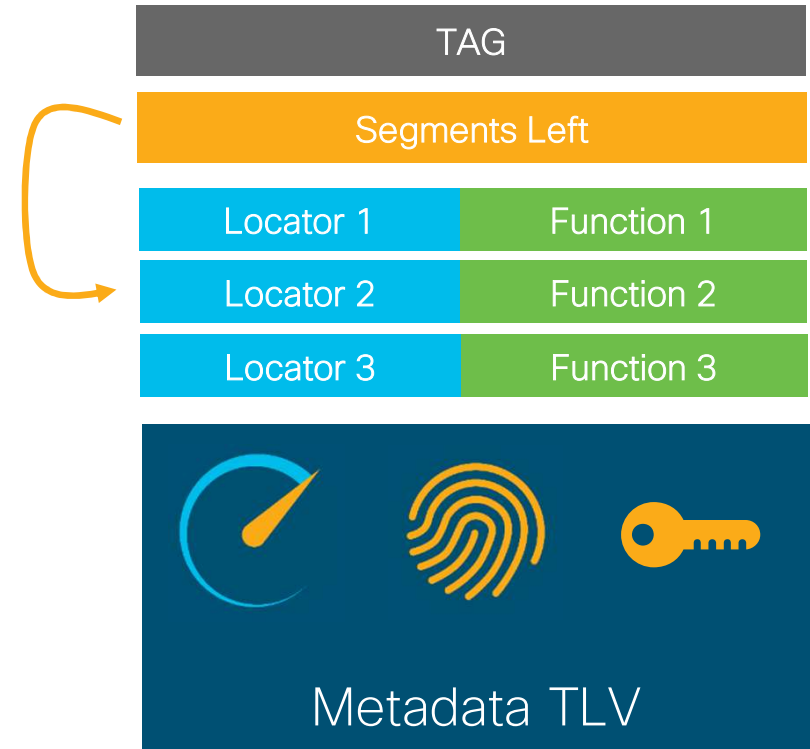 TAG
Segments Left
Locator 1 Function 1
Locator 2 Function 2
Locator 3 Function 3
Metadata TLV